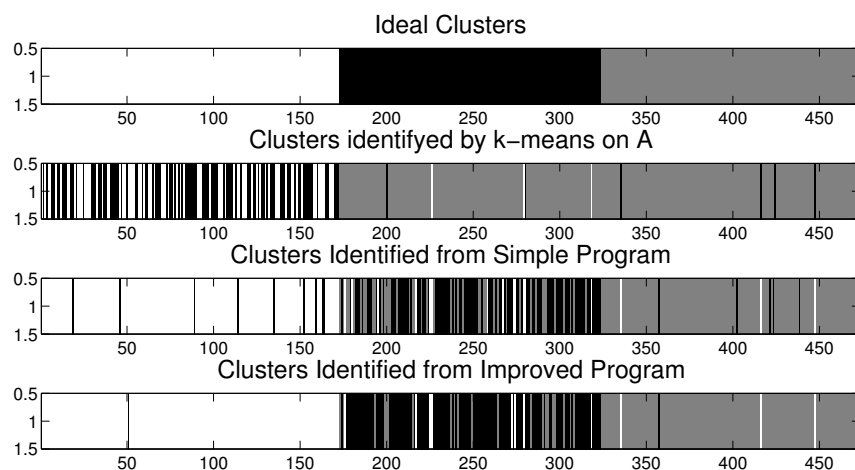 Ideal Clusters
0.5
1
1.5
50 100 150 200 250 300 350 400 450
Clusters identifyed by k−means on A
0.5
1
1.5
50 100 150 200 250 300 350 400 450
Clusters Identified from Simple Program
0.5
1
1.5
50 100 150 200 250 300 350 400 450
Clusters Identified from Improved Program
0.5
1
1.5
50 100 150 200 250 300 350 400 450